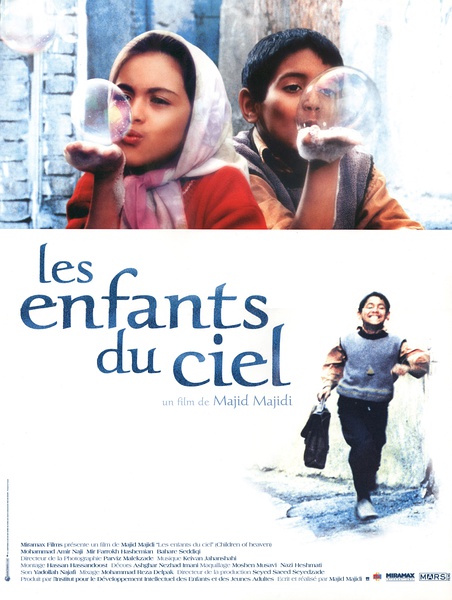 les
enfants
du ciel
un film de Majid Majidi
Miramax Films présente un film de Majid Majidi "Les enfants du ciel" (Children of heaven)
Mohammad Amir Naji Mir Farrokh Hashemian Bahare Seddiqi
Directeur de la Photographie Parviz Malekzade Musique Keivan Jahanshahi
Montage Hassan Hassandoost Décors Ashghar Nezhad Imani Maquillage Moshen Musavi Nazi Heshmati
Son Yadollah Najafi Mixage Mohammad-Reza Delpak Directeur de la production Seyed Saeed Seyedzade
Produit par l'Institut pour le Développement Intellectuel des Enfants et des Jeunes Adultes Ecrit et réalisé par Majid Majidi
MIRAMAX
MARS